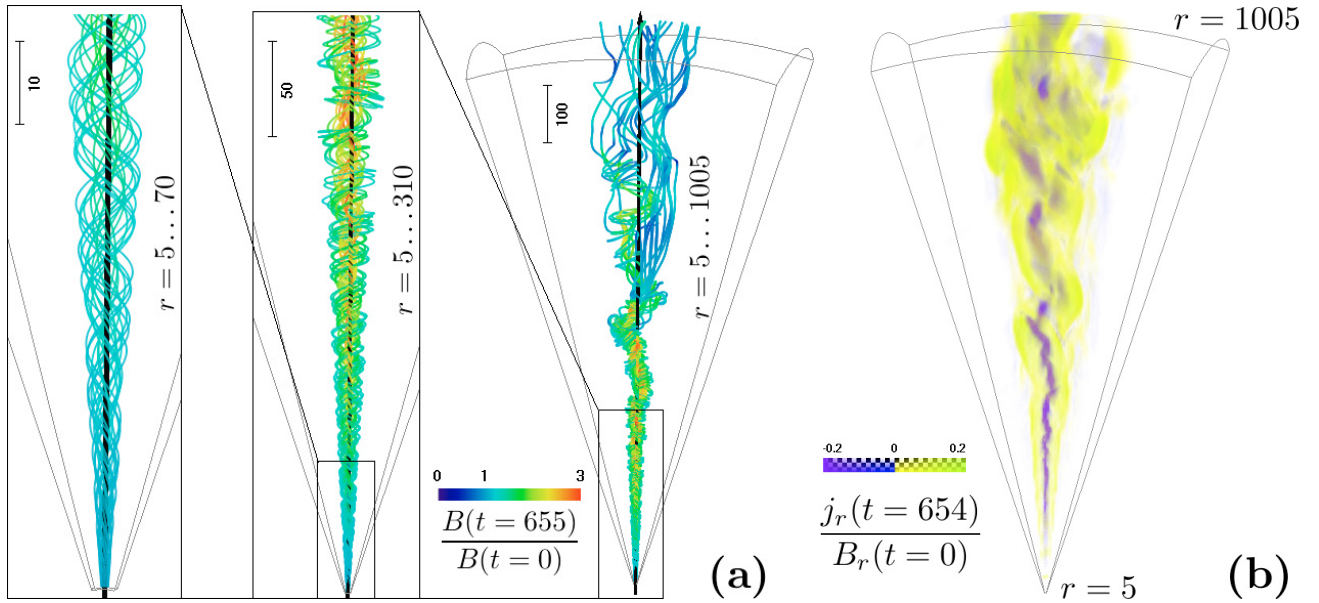 10
r = 5...70
50
r = 5...310
100
r = 5...1005
0 1 3
B(t = 655)
B(t = 0)
(a)
r = 1005
-0.2 0 0.2
j_r(t = 654)
B_r(t = 0)
r = 5
(b)